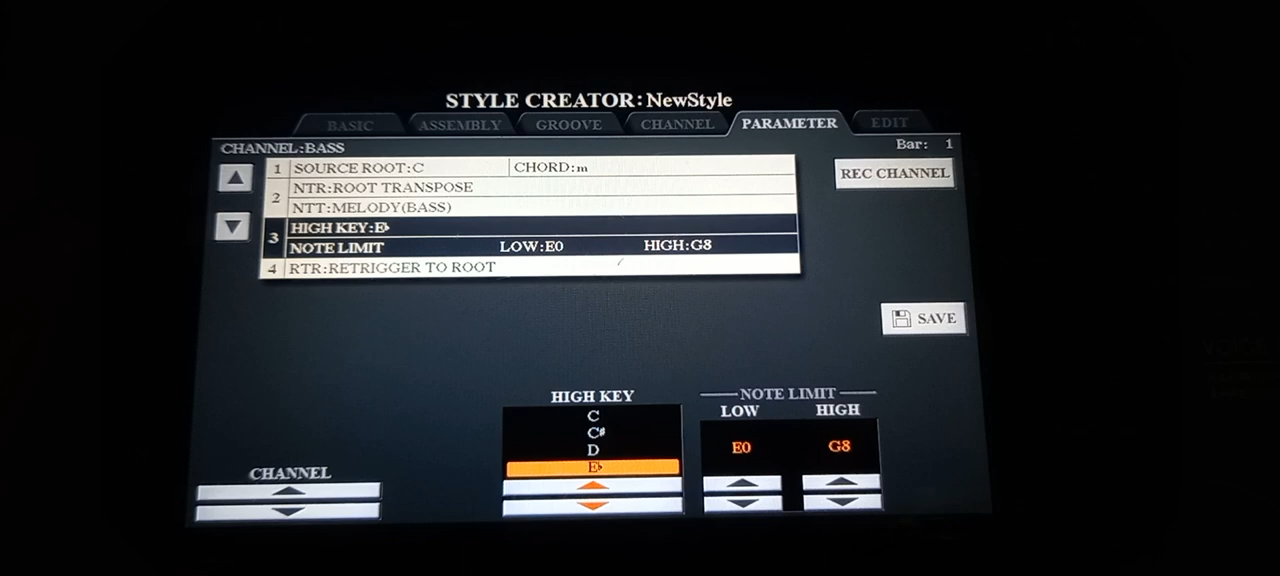 STYLE CREATOR:NewStyle
BASIC ASSEMBLY GROOVE CHANNEL PARAMETER EDIT
CHANNEL:BASS Bar: 1
1 SOURCE ROOT:C CHORD:m
REC CHANNEL
2 NTR:ROOT TRANSPOSE
NTT:MELODY(BASS)
3 HIGH KEY:E♭
NOTE LIMIT LOW:E0 HIGH:G8
4 RTR:RETRIGGER TO ROOT
SAVE
HIGH KEY
NOTE LIMIT
LOW HIGH
C
C♯
D
E♭
E0 G8
CHANNEL